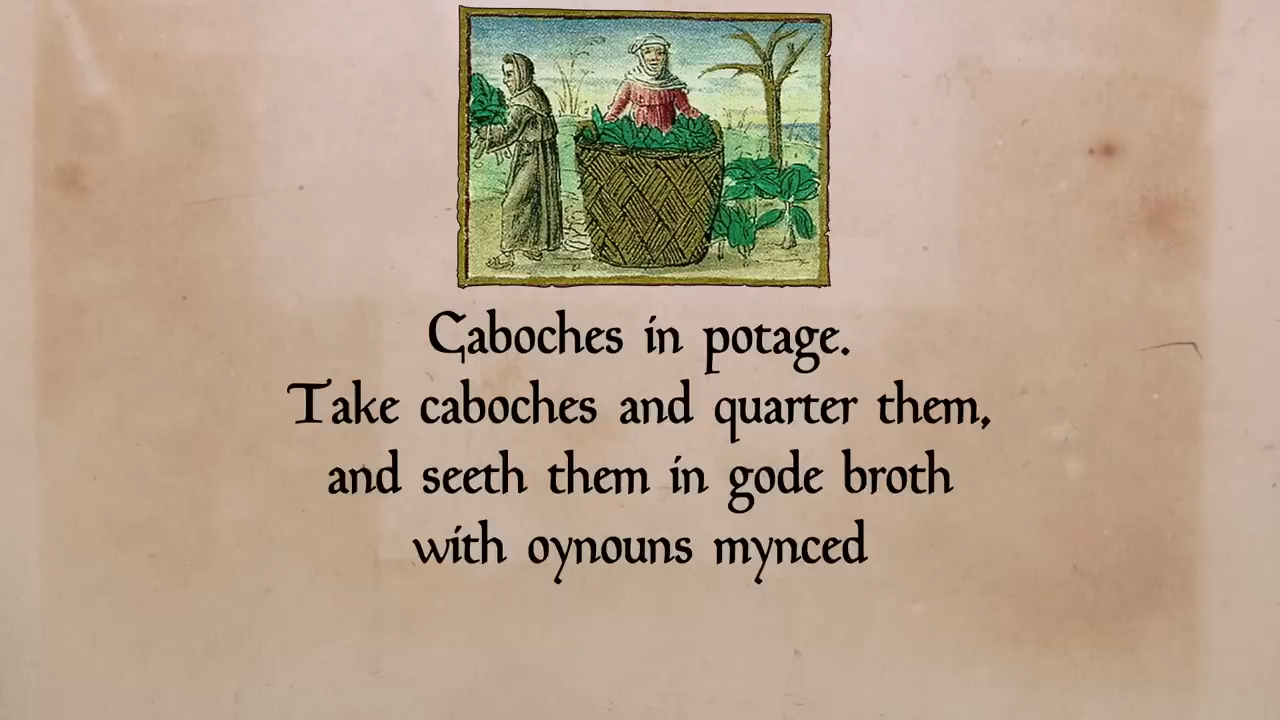 Caboches in potage.
Take caboches and quarter them,
and seeth them in gode broth
with oynouns mynced